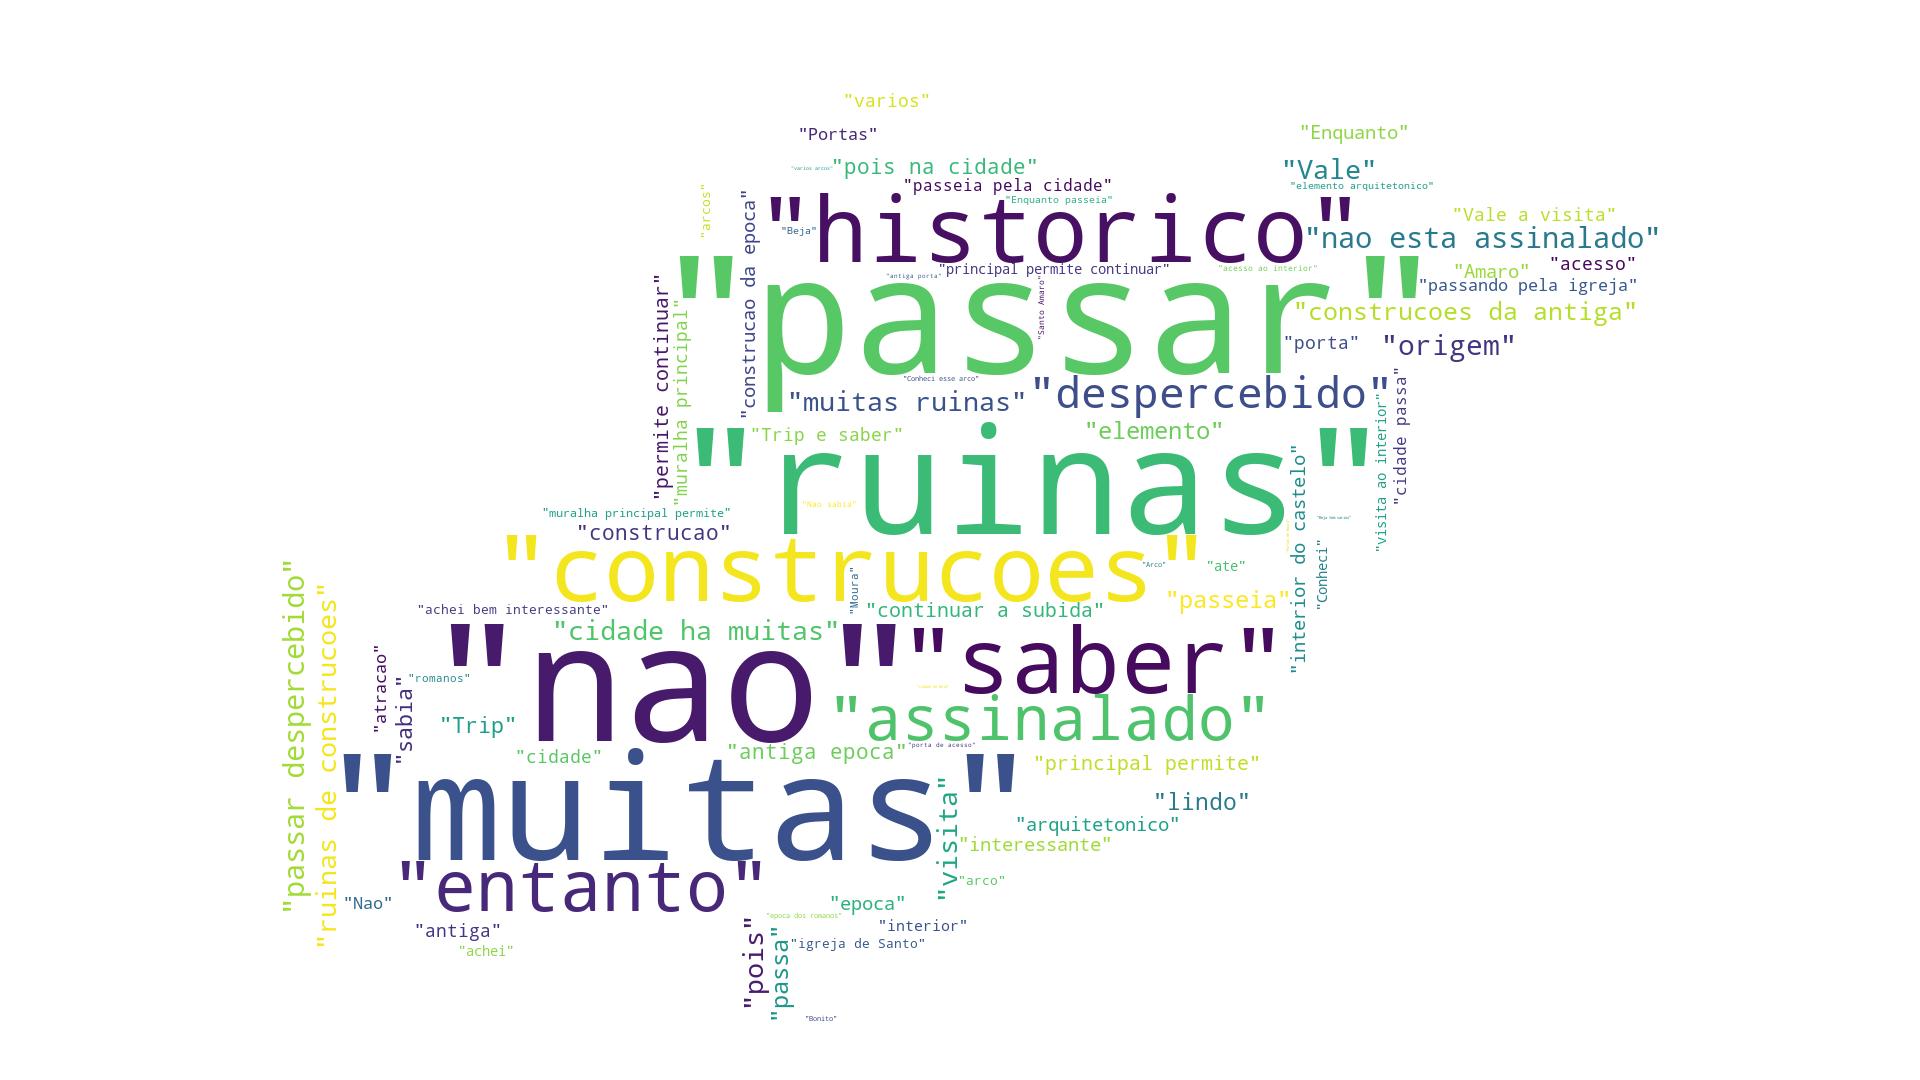 "varios"
"Portas"
"Enquanto"
"varios arcos"
"pois na cidade"
"Vale"
"passeia pela cidade"
"elemento arquitetonico"
"arcos"
"construcao da epoca"
"Enquanto passeia"
"historico"
"Beja"
"Vale a visita"
"nao esta assinalado"
"antiga porta"
"principal permite continuar"
"acesso ao interior"
"Amaro"
"acesso"
"passando pela igreja"
"passar"
"Santo Amaro"
"construcoes da antiga"
"permite continuar"
"muralha principal"
"porta"
"origem"
"Conheci esse arco"
"muitas ruinas"
"despercebido"
"cidade passa"
"visita ao interior"
"Trip e saber"
"elemento"
"ruinas"
"Nao sabia"
"interior do castelo"
"muralha principal permite"
"construcao"
"construcoes"
"Arco"
"ate"
"Conheci"
"passar despercebido"
"ruinas de construcoes"
"Moura"
"passeia"
"achei bem interessante"
"continuar a subida"
"cidade ha muitas"
"nao"
"saber"
"atracao"
"sabia"
"romanos"
"Trip"
"assinalado"
"cidade"
"antiga epoca"
"porta de acesso"
"muitas"
"principal permite"
"visita"
"lindo"
"arquitetonico"
"interessante"
"entanto"
"arco"
"Nao"
"epoca"
"epoca dos romanos"
"antiga"
"pois"
"passa"
"interior"
"igreja de Santo"
"achei"
"Bonito"